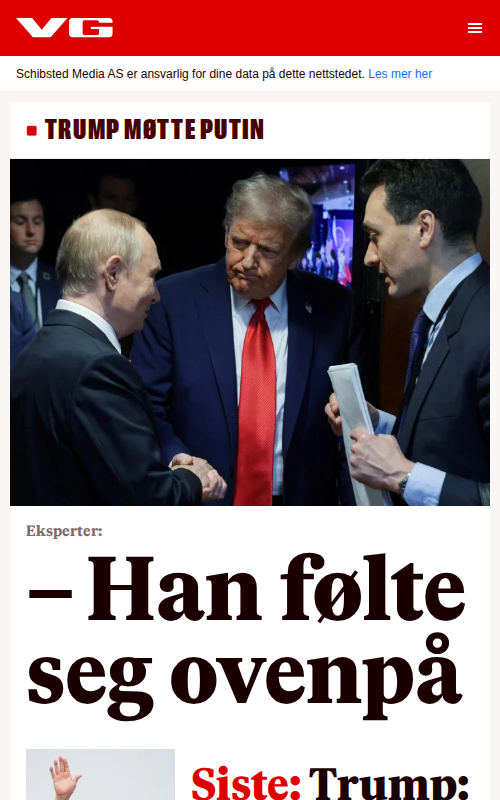 VG
Schibsted Media AS er ansvarlig for dine data på dette nettstedet. Les mer her
TRUMP MØTTE PUTIN
Eksperter:
– Han følte
seg ovenpå
Siste: Trump: